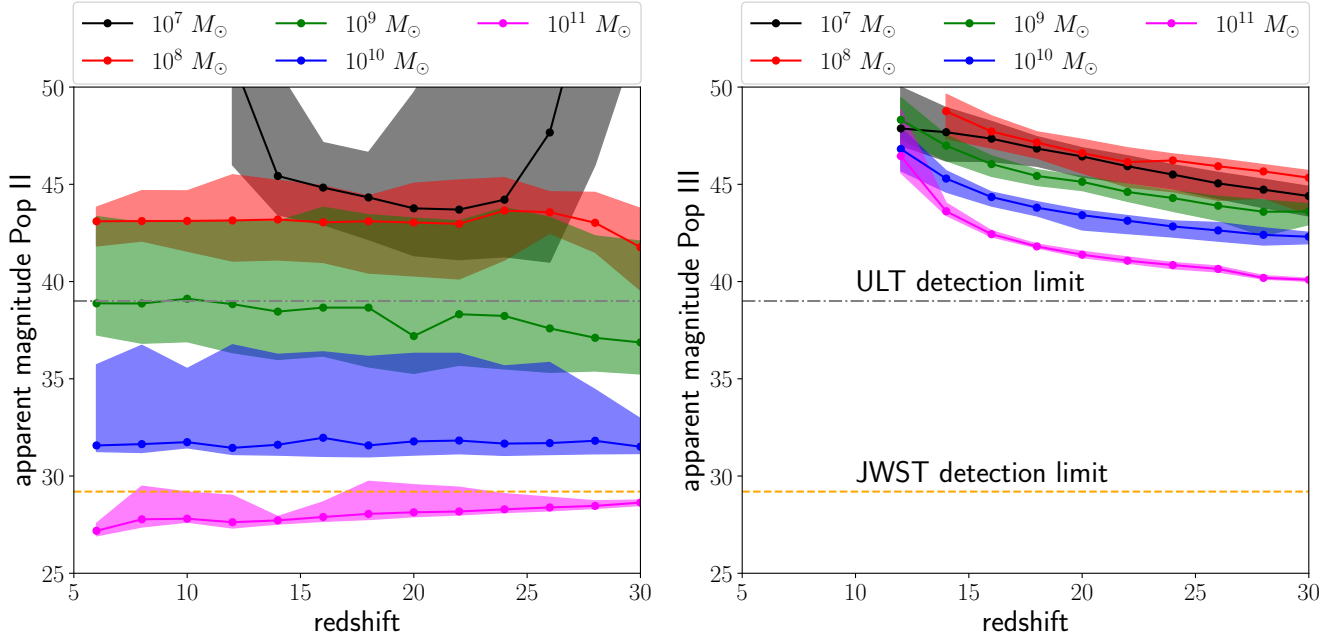 10^7 M_⊙ 10^9 M_⊙ 10^11 M_⊙
10^8 M_⊙ 10^10 M_⊙
apparent magnitude Pop II
50
45
40
35
30
25
5 10 15 20 25 30
redshift
10^7 M_⊙ 10^9 M_⊙ 10^11 M_⊙
10^8 M_⊙ 10^10 M_⊙
apparent magnitude Pop III
50
45
40
35
30
25
ULT detection limit
JWST detection limit
5 10 15 20 25 30
redshift